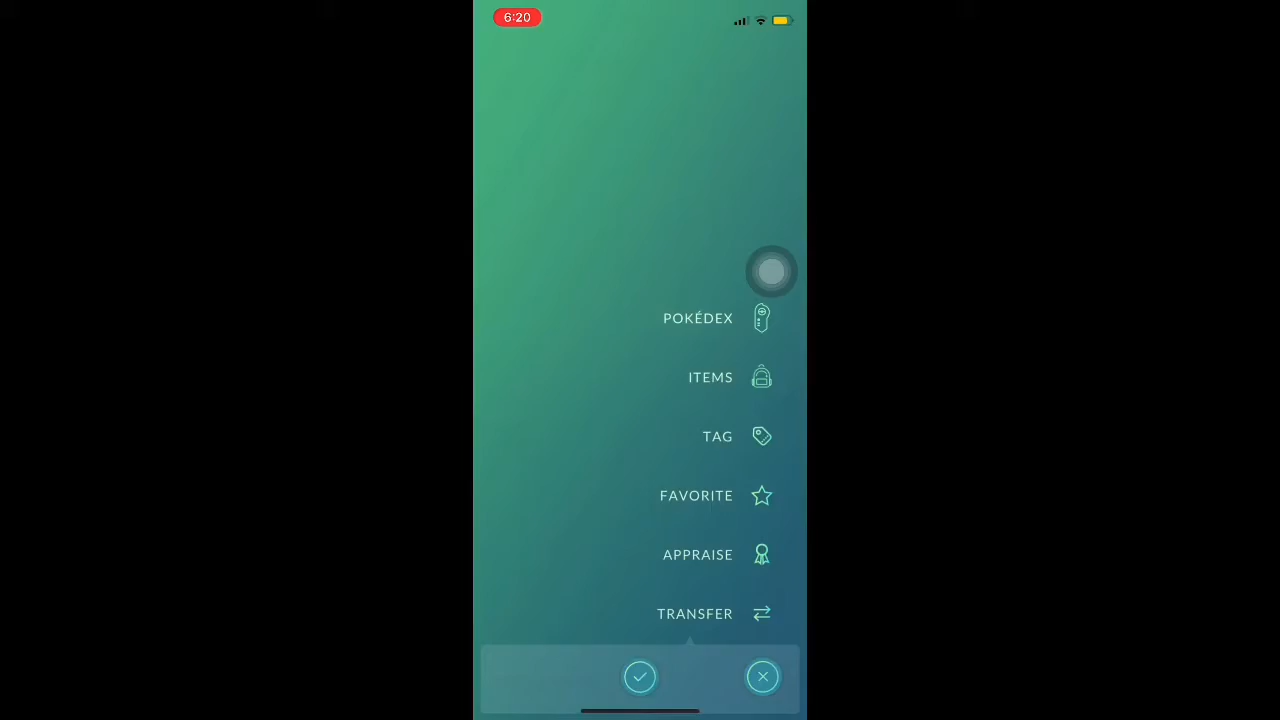 6:20
POKÉDEX
ITEMS
TAG
FAVORITE
APPRAISE
TRANSFER